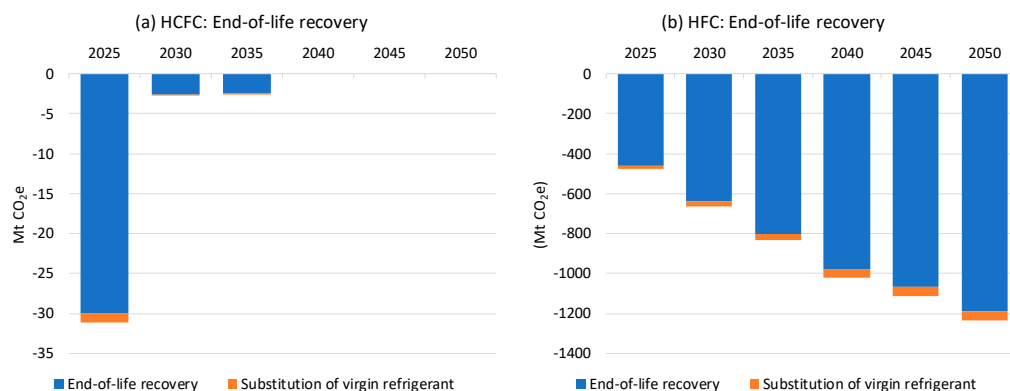 (a) HCFC: End-of-life recovery
2025 2030 2035 2040 2045 2050
0
-5
-10
-15
-20
-25
-30
-35
Mt CO₂e
End-of-life recovery Substitution of virgin refrigerant
(b) HFC: End-of-life recovery
2025 2030 2035 2040 2045 2050
0
-200
-400
-600
-800
-1000
-1200
-1400
(Mt CO₂e)
End-of-life recovery Substitution of virgin refrigerant